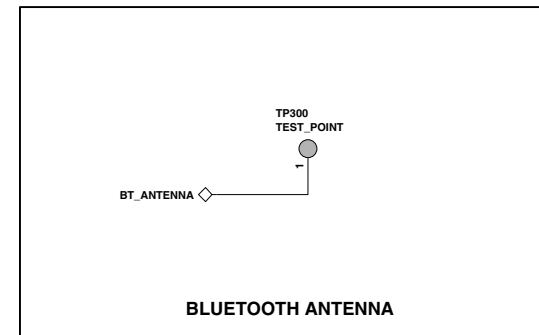 TP300
TEST_POINT
1
BT_ANTENNA
BLUETOOTH ANTENNA